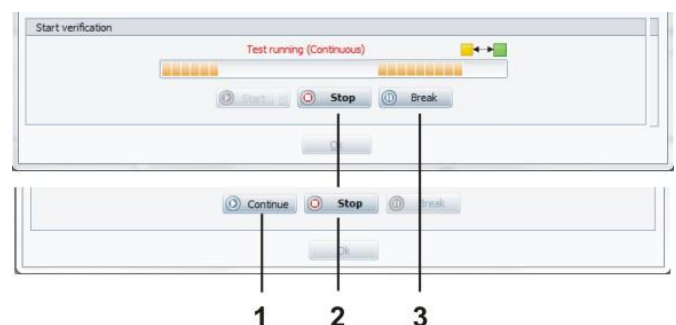 Start verification
Test running (Continuous)
Start Stop Break
Ok
Continue Stop Break
Ok
1 2 3